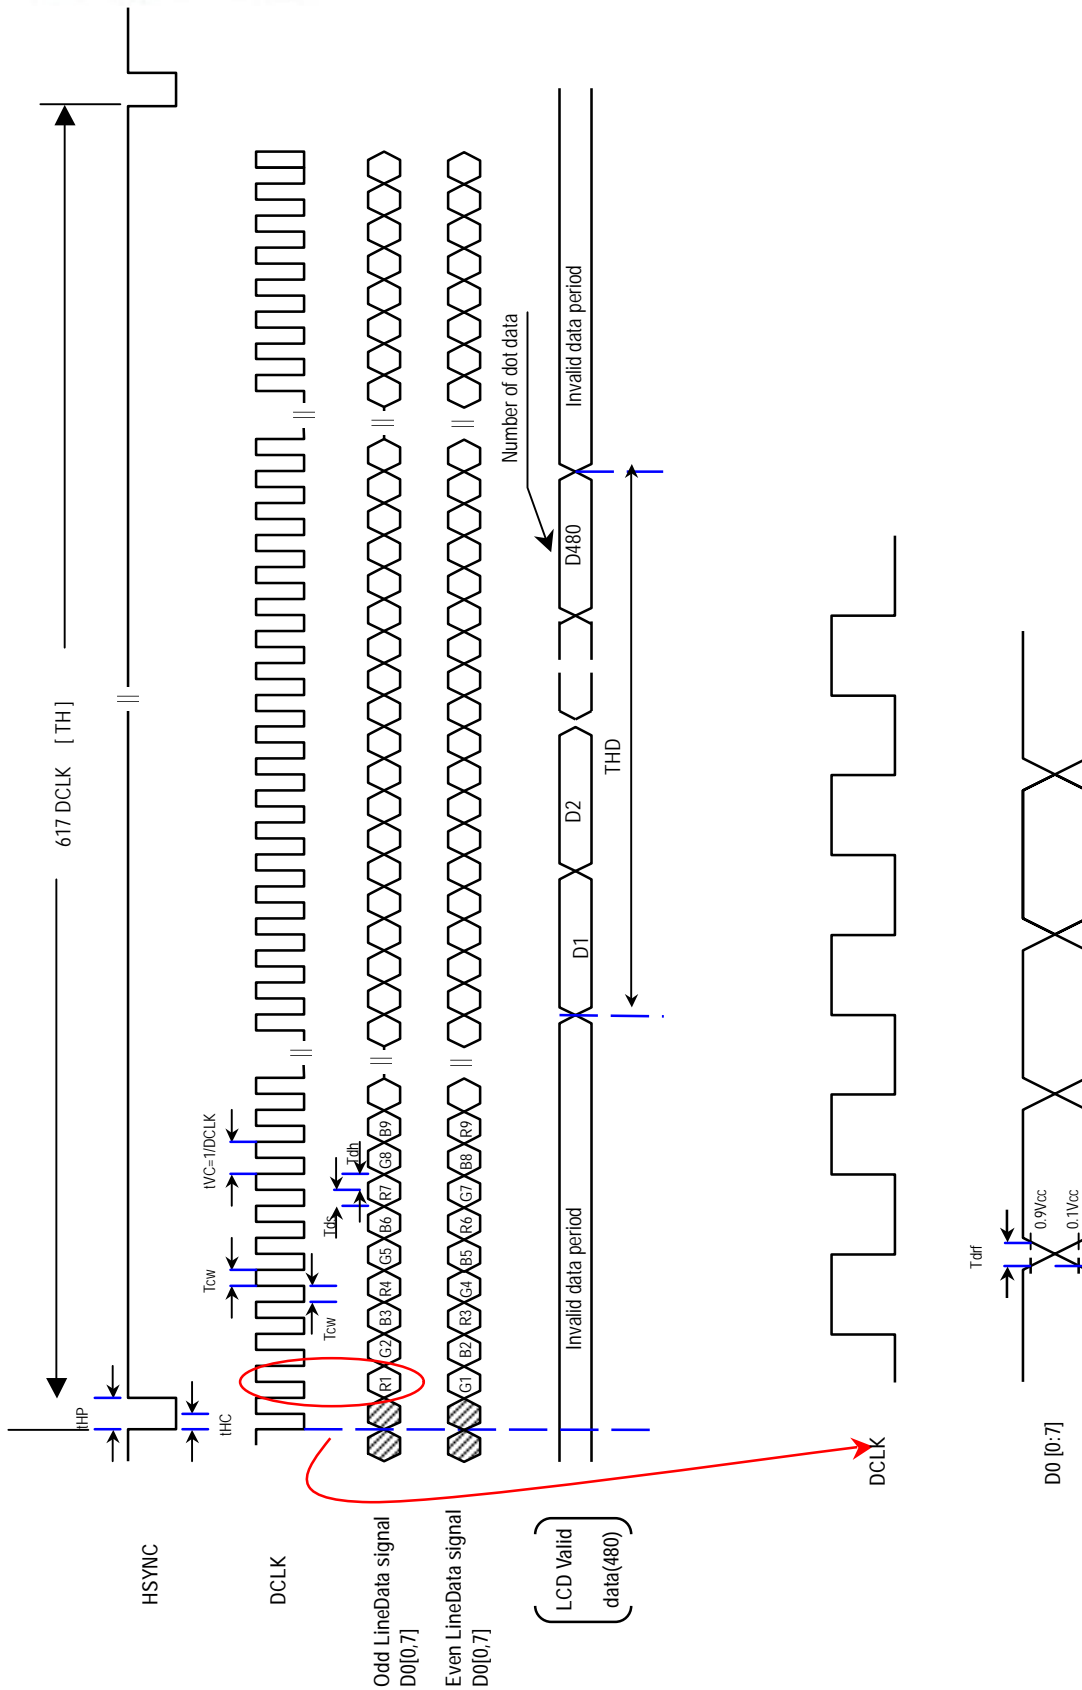 617 DCLK [ TH ]
tHP
tHC
HSYNC
tVC=1/DCLK
Tcw
Tcw
DCLK
Tds
Tdh
R1 G2 B3 R4 G5 B6 R7 G8 B9
Odd LineData signal
D0[0,7]
G1 B2 R3 G4 B5 R6 G7 B8 R9
Even LineData signal
D0[0,7]
Number of dot data
Invalid data period D1 D2 D480 Invalid data period
LCD Valid
data(480)
THD
DCLK
Tdrf
0.9Vcc
0.1Vcc
D0 [0:7]